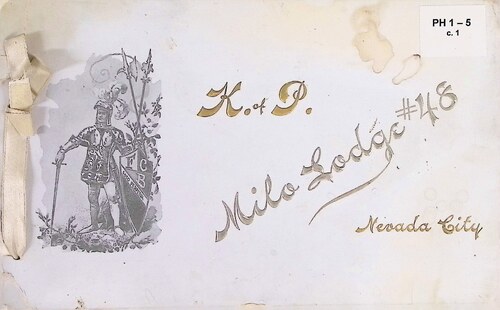 PH 1 – 5
c. 1
K. of P.
Milo Lodge #48
Nevada City